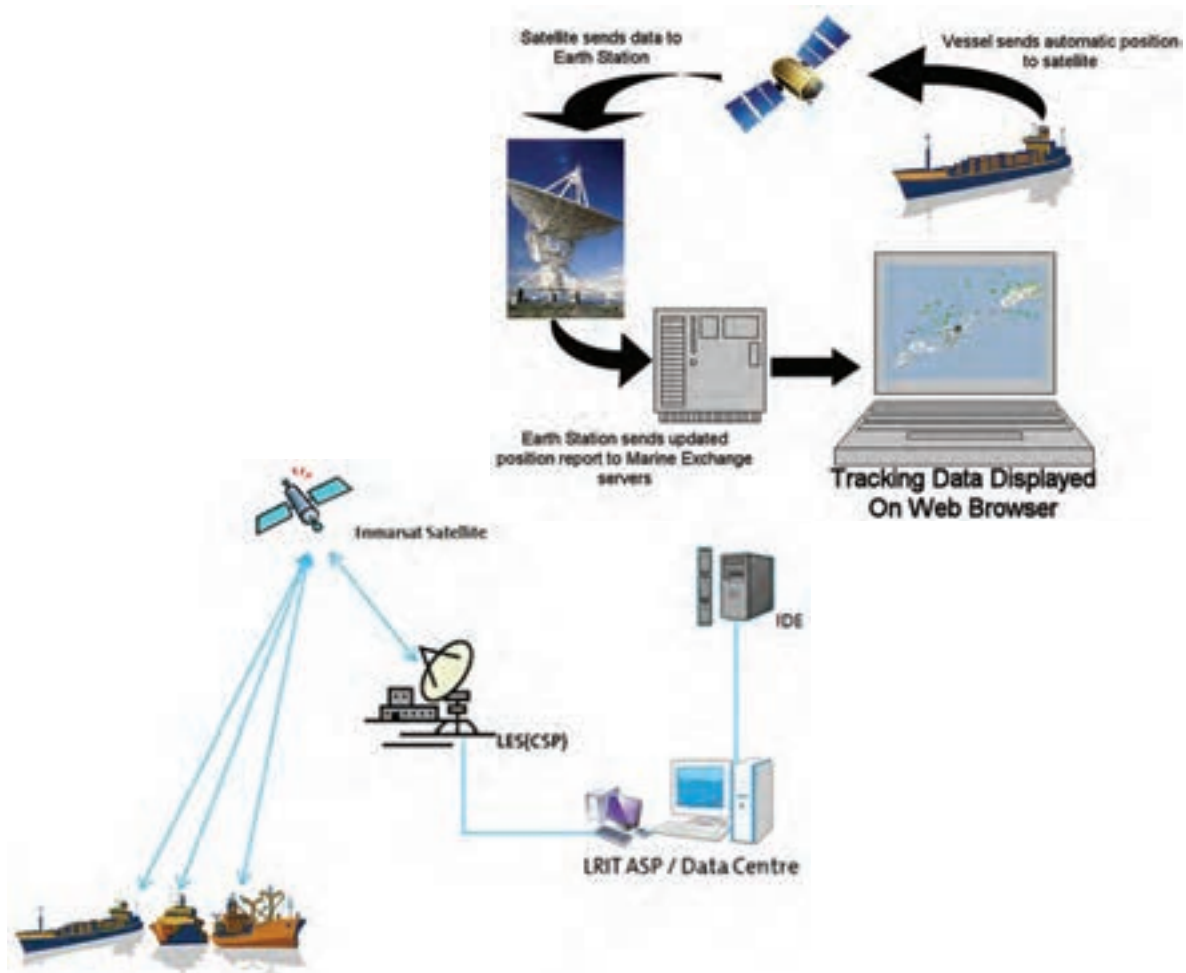 Satellite sends data to
Earth Station
Vessel sends automatic position
to satellite
Earth Station sends updated
position report to Marine Exchange
servers
Tracking Data Displayed
On Web Browser
Inmarsat Satellite
IDE
LES(CSP)
LRIT ASP / Data Centre